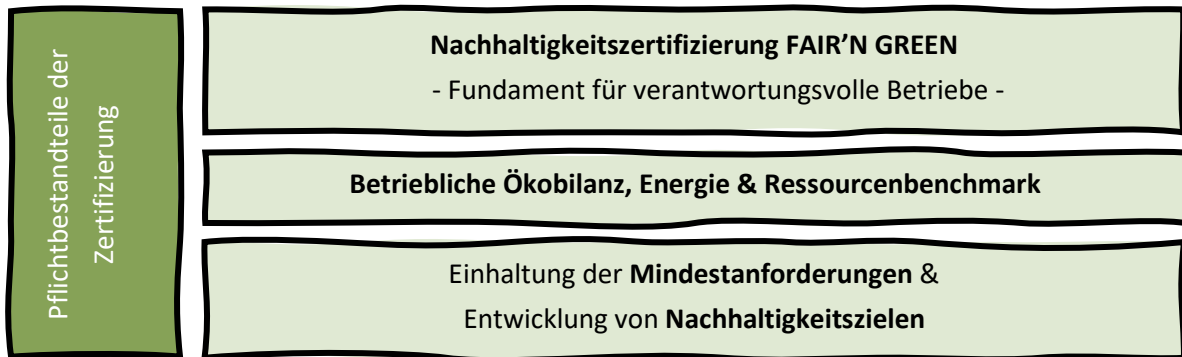 Pflichtbestandteile der
Zertifizierung
Nachhaltigkeitszertifizierung FAIR’N GREEN
- Fundament für verantwortungsvolle Betriebe -
Betriebliche Ökobilanz, Energie & Ressourcenbenchmark
Einhaltung der Mindestanforderungen &
Entwicklung von Nachhaltigkeitszielen